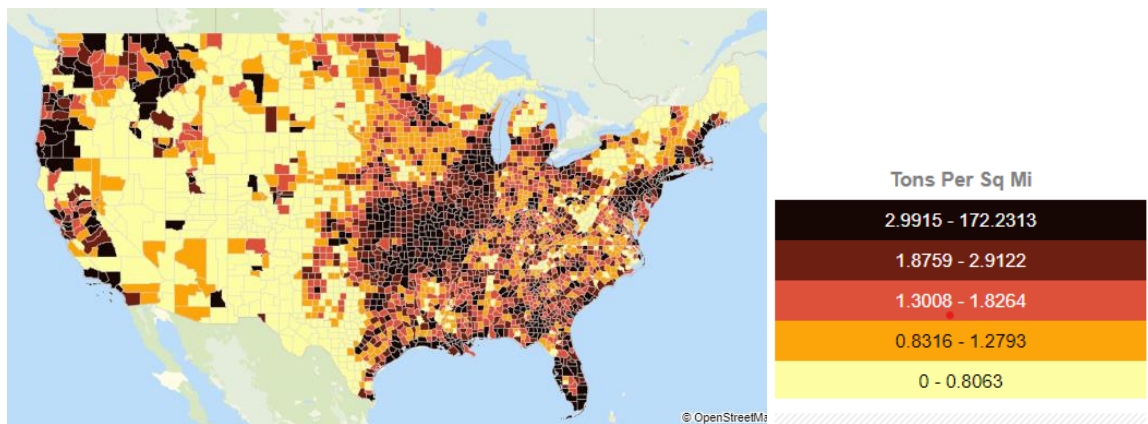 Tons Per Sq Mi
2.9915 - 172.2313
1.8759 - 2.9122
1.3008 - 1.8264
0.8316 - 1.2793
0 - 0.8063
© OpenStreetMa